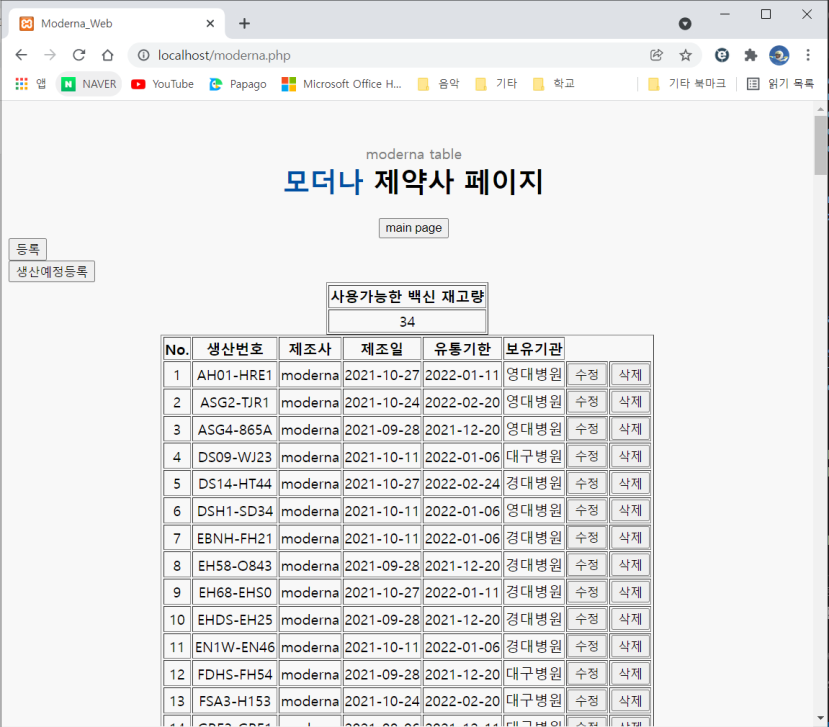 Moderna_Web
localhost/moderna.php
앱 NAVER YouTube Papago Microsoft Office H... 음악 기타 학교 기타 북마크 읽기 목록
moderna table
모더나 제약사 페이지
main page
등록
생산예정등록
사용가능한 백신 재고량
34
No. 생산번호 제조사 제조일 유통기한 보유기관
1 AH01-HRE1 moderna 2021-10-27 2022-01-11 영대병원 수정 삭제
2 ASG2-TJR1 moderna 2021-10-24 2022-02-20 영대병원 수정 삭제
3 ASG4-865A moderna 2021-09-28 2021-12-20 영대병원 수정 삭제
4 DS09-WJ23 moderna 2021-10-11 2022-01-06 대구병원 수정 삭제
5 DS14-HT44 moderna 2021-10-27 2022-02-24 경대병원 수정 삭제
6 DSH1-SD34 moderna 2021-10-11 2022-01-06 영대병원 수정 삭제
7 EBNH-FH21 moderna 2021-10-11 2022-01-06 경대병원 수정 삭제
8 EH58-O843 moderna 2021-09-28 2021-12-20 경대병원 수정 삭제
9 EH68-EHS0 moderna 2021-10-27 2022-01-11 경대병원 수정 삭제
10 EHDS-EH25 moderna 2021-09-28 2021-12-20 경대병원 수정 삭제
11 EN1W-EN46 moderna 2021-10-11 2022-01-06 경대병원 수정 삭제
12 FDHS-FH54 moderna 2021-09-28 2021-12-20 대구병원 수정 삭제
13 FSA3-H153 moderna 2021-10-24 2022-02-20 대구병원 수정 삭제